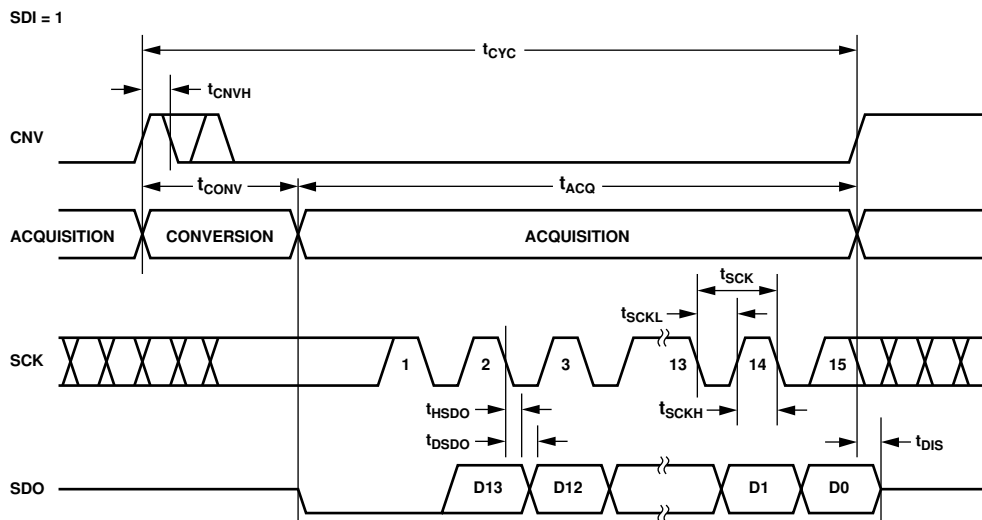 SDI = 1
tCYC
tCNVH
CNV
tCONV
tACQ
ACQUISITION
CONVERSION
ACQUISITION
tSCK
tSCKL
SCK
1
2
3
13
14
15
tHSDO
tSCKH
tDSDO
tDIS
SDO
D13
D12
D1
D0